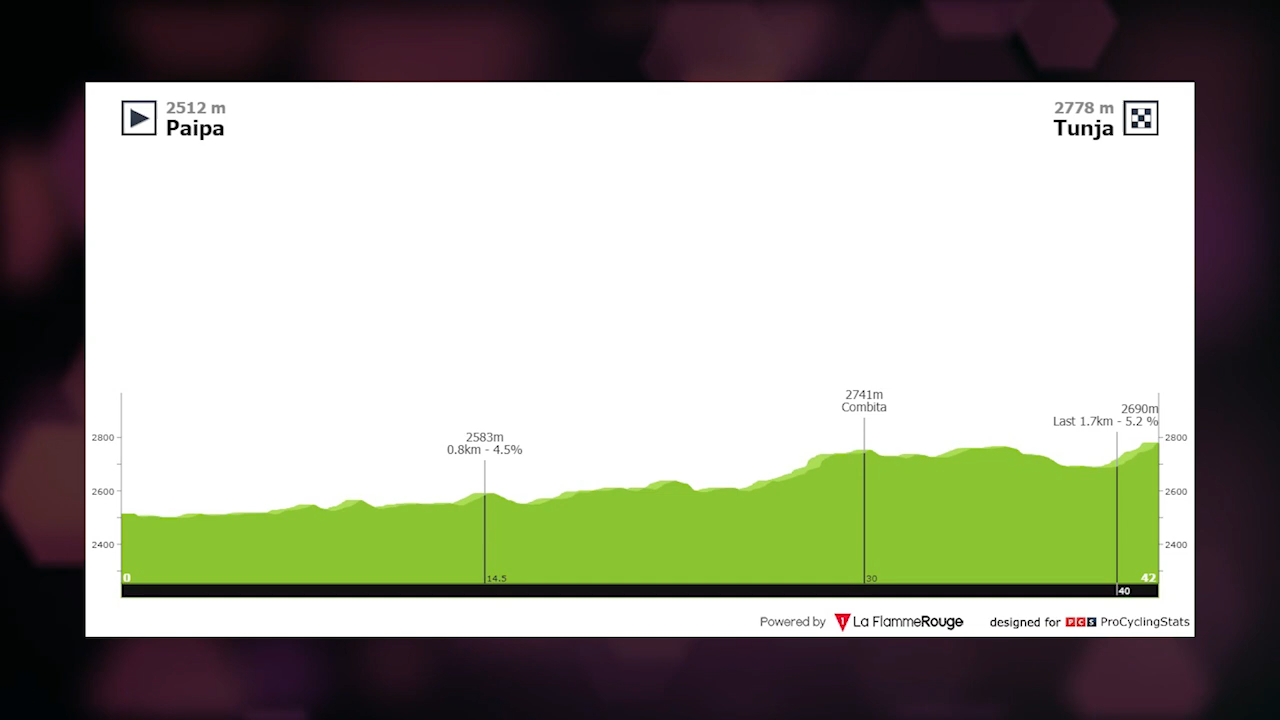 2512 m
Paipa
2778 m
Tunja
2741m
Combita
2690m
Last 1.7km - 5.2 %
2583m
0.8km - 4.5%
2800
2800
2600
2600
2400
2400
0
14.5
30
42
40
Powered by 1 La FlammeRouge designed for PCS ProCyclingStats